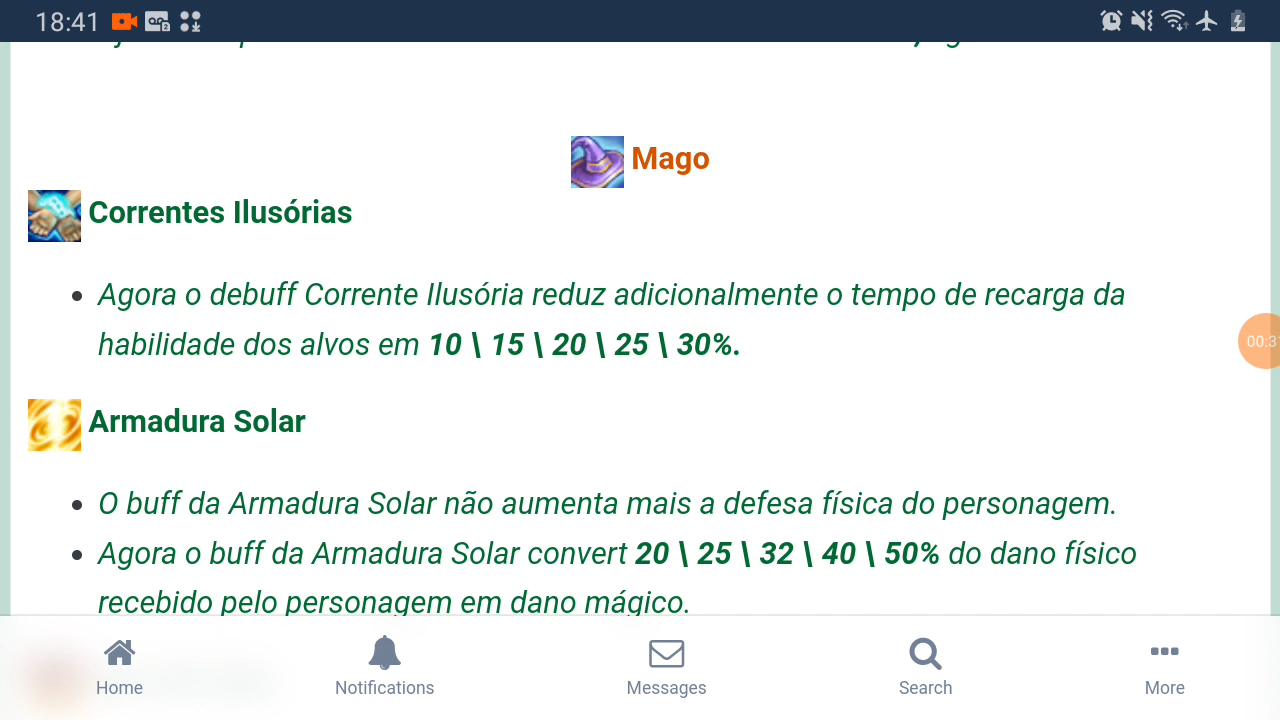 18:41
Mago
Correntes Ilusórias
Agora o debuff Corrente Ilusória reduz adicionalmente o tempo de recarga da
habilidade dos alvos em 10 \ 15 \ 20 \ 25 \ 30%.
Armadura Solar
O buff da Armadura Solar não aumenta mais a defesa física do personagem.
Agora o buff da Armadura Solar convert 20 \ 25 \ 32 \ 40 \ 50% do dano físico
recebido pelo personagem em dano mágico.
Home Notifications Messages Search More